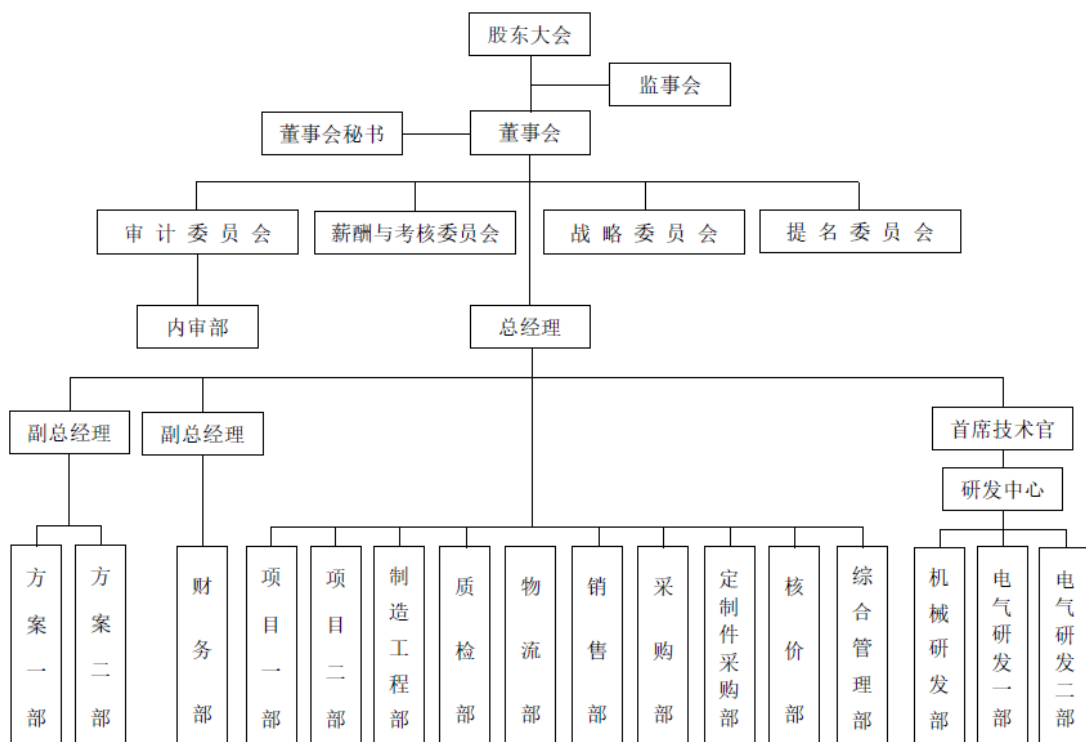 股东大会
监事会
董事会秘书
董事会
审计委员会
薪酬与考核委员会
战略委员会
提名委员会
内审部
总经理
副总经理
副总经理
首席技术官
研发中心
方案一部
方案二部
财务部
项目一部
项目二部
制造工程部
质检部
物流部
销售部
采购部
定制件采购部
核价部
综合管理部
机械研发部
电气研发一部
电气研发二部